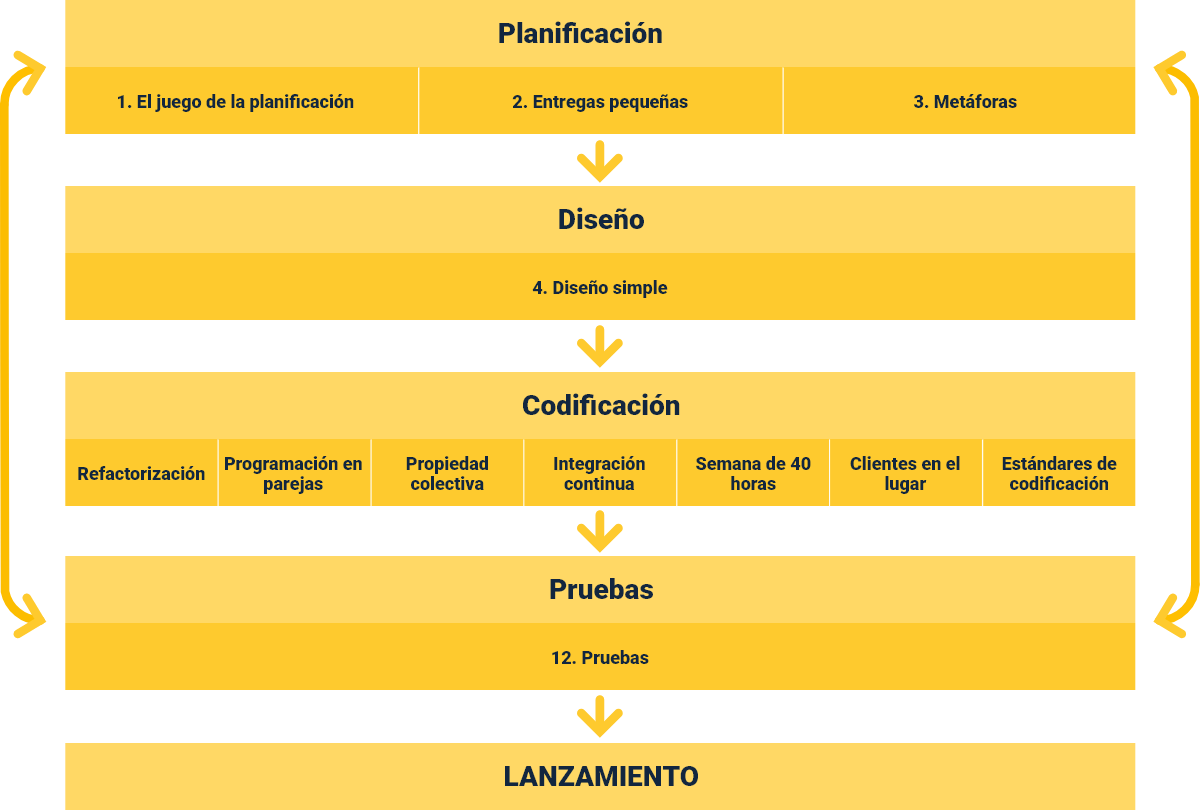 Planificación
1. El juego de la planificación
2. Entregas pequeñas
3. Metáforas
Diseño
4. Diseño simple
Codificación
Refactorización
Programación en
parejas
Propiedad
colectiva
Integración
continua
Semana de 40
horas
Clientes en el
lugar
Estándares de
codificación
Pruebas
12. Pruebas
LANZAMIENTO